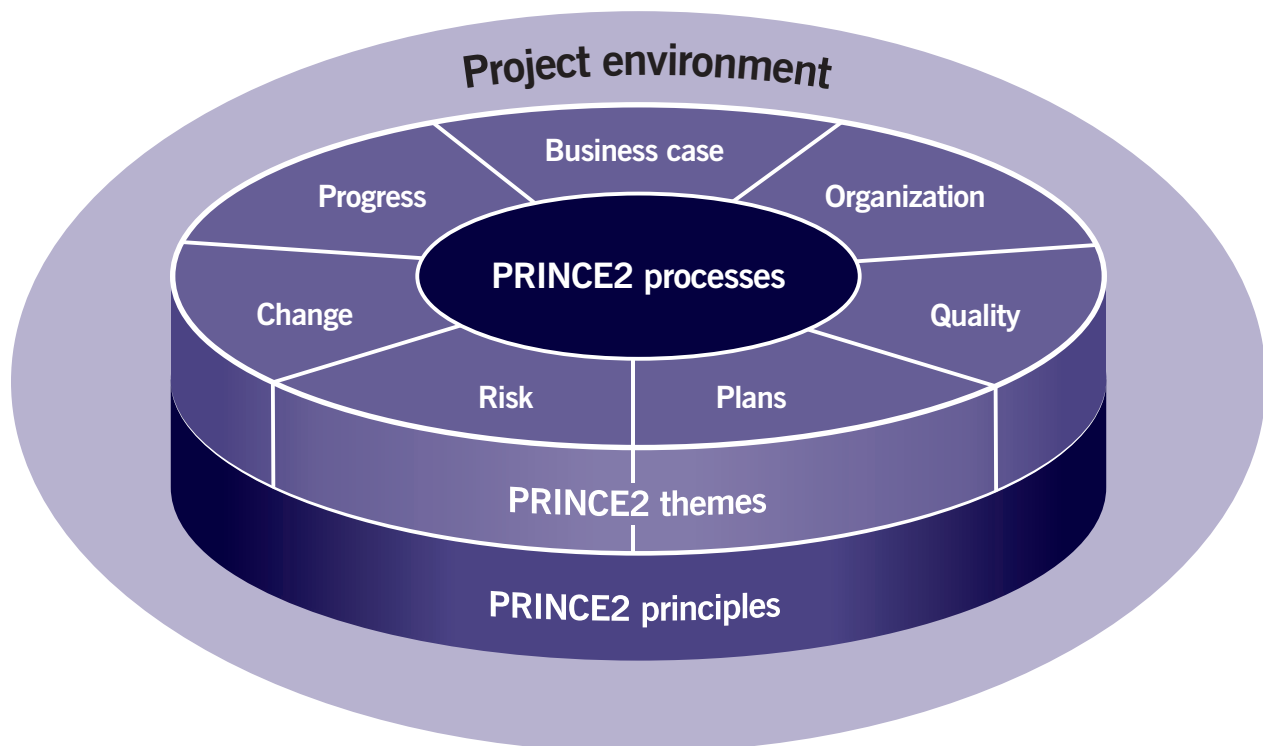 Project environment
Business case
Progress
Organization
PRINCE2 processes
Change
Quality
Risk
Plans
PRINCE2 themes
PRINCE2 principles